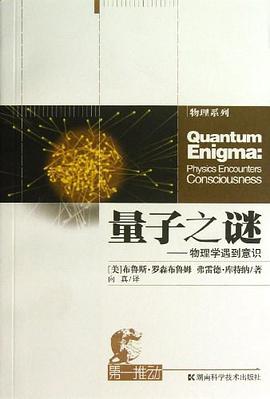 物理系列
Quantum
Enigma:
Physics Encounters
Consciousness
量子之谜
——物理学遇到意识
[美]布鲁斯·罗森布鲁姆 弗雷德·库特纳/著
向真/译
第一推动
湖南科学技术出版社